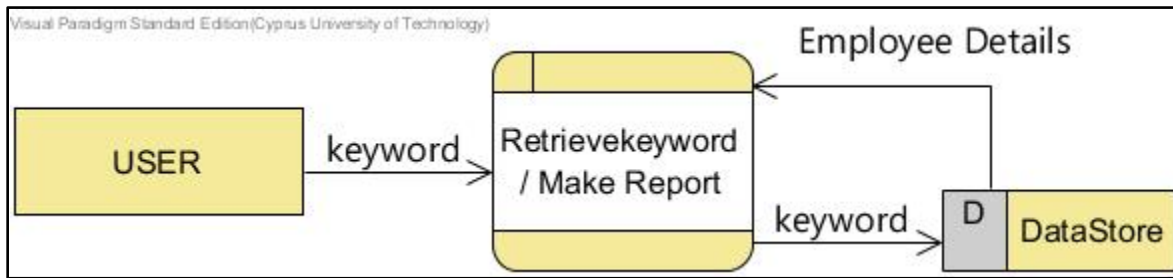 Visual Paradigm Standard Edition(Cyprus University of Technology)
Employee Details
USER
keyword
Retrievekeyword
/ Make Report
keyword
D
DataStore